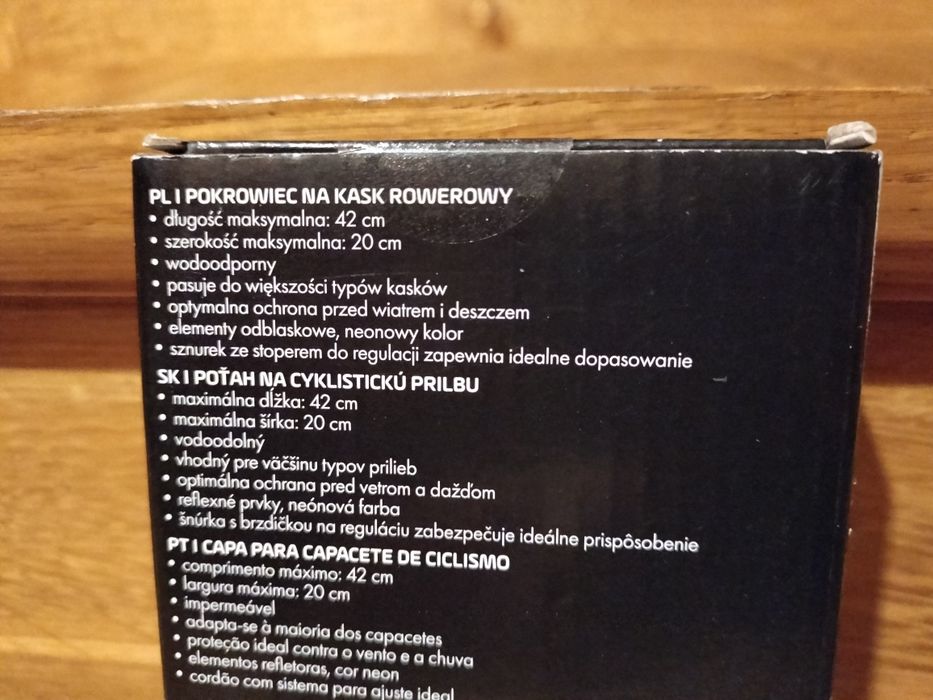 PL I POKROWIEC NA KASK ROWEROWY
• długość maksymalna: 42 cm
• szerokość maksymalna: 20 cm
• wodoodporny
• pasuje do większości typów kasków
• optymalna ochrona przed wiatrem i deszczem
• elementy odblaskowe, neonowy kolor
• sznurek ze stoperem do regulacji zapewnia idealne dopasowanie
SK I POŤAH NA CYKLISTICKÚ PRILBU
• maximálna dĺžka: 42 cm
• maximálna šírka: 20 cm
• vodoodolný
• vhodný pre väčšinu typov prilieb
• optimálna ochrana pred vetrom a dažďom
• reflexné prvky, neónová farba
• šnúrka s brzdičkou na reguláciu zabezpečuje ideálne prispôsobenie
PT I CAPA PARA CAPACETE DE CICLISMO
• comprimento máximo: 42 cm
• largura máxima: 20 cm
• impermeável
• adapta-se à maioria dos capacetes
• proteção ideal contra o vento e a chuva
• elementos refletoras, cor neon
• cordão com sistema para ajuste ideal